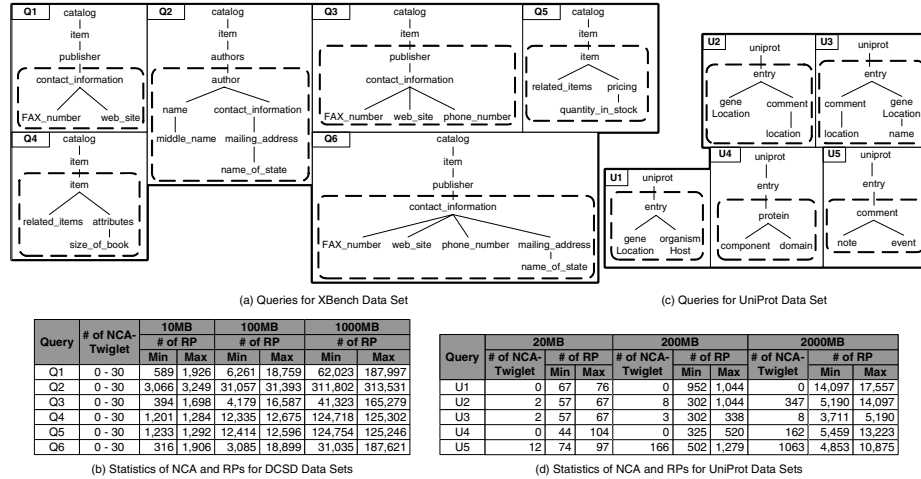 Q1
catalog
item
publisher
contact_information
FAX_number web_site
Q2
catalog
item
authors
author
name contact_information
middle_name mailing_address
name_of_state
Q3
catalog
item
publisher
contact_information
FAX_number web_site phone_number
Q5
catalog
item
item
related_items pricing
quantity_in_stock
Q4
catalog
item
item
related_items attributes
size_of_book
Q6
catalog
item
publisher
contact_information
FAX_number web_site phone_number mailing_address
name_of_state
(a) Queries for XBench Data Set
U2
uniprot
entry
gene comment
Location
location
U3
uniprot
entry
comment gene
Location
location name
U1
uniprot
entry
gene organism
Location Host
U4
uniprot
entry
protein
component domain
U5
uniprot
entry
comment
note event
(c) Queries for UniProt Data Set
Query # of NCA-Twiglet 10MB 100MB 1000MB
# of RP # of RP # of RP
Min Max Min Max Min Max
Q1 0 - 30 589 1,926 6,261 18,759 62,023 187,997
Q2 0 - 30 3,066 3,249 31,057 31,393 311,802 313,531
Q3 0 - 30 394 1,698 4,179 16,587 41,323 165,279
Q4 0 - 30 1,201 1,284 12,335 12,675 124,718 125,302
Q5 0 - 30 1,233 1,292 12,414 12,596 124,754 125,246
Q6 0 - 30 316 1,906 3,085 18,899 31,035 187,621
(b) Statistics of NCA and RPs for DCSD Data Sets
Query 20MB 200MB 2000MB
# of NCA-Twiglet # of RP # of NCA-Twiglet # of RP # of NCA-Twiglet # of RP
Min Max Min Max Min Max
U1 0 67 76 0 952 1,044 0 14,097 17,557
U2 2 57 67 8 302 1,044 347 5,190 14,097
U3 2 57 67 3 302 338 8 3,711 5,190
U4 0 44 104 0 325 520 162 5,459 13,223
U5 12 74 97 166 502 1,279 1063 4,853 10,875
(d) Statistics of NCA and RPs for UniProt Data Sets